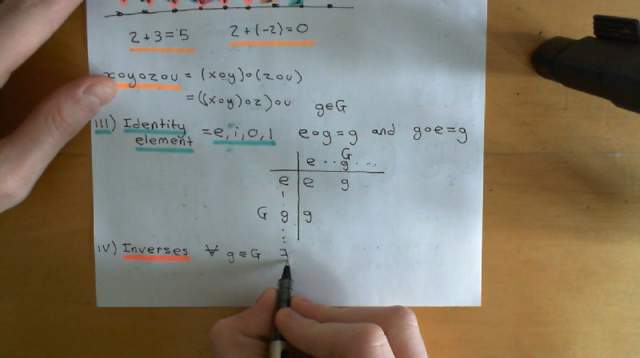 2+3=5 2+(-2)=0
xoyozou = (xoy)o(zou)
=((xoy)oz)ou g∈G
III) Identity element = e, i, 0, 1 eog=g and goe=g
G
e ·· g ···
e e g
G g g
IV) Inverses ∀ g∈G ∃